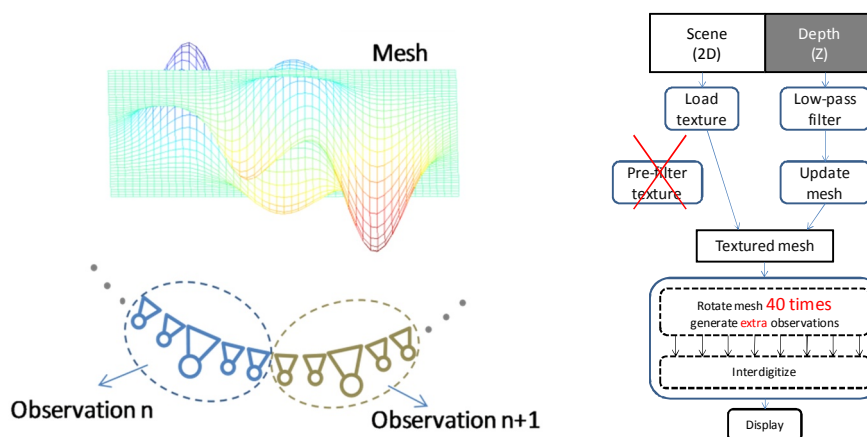 Mesh
Observation n
Observation n+1
Scene
(2D)
Depth
(Z)
Load
texture
Low-pass
filter
Pre-filter
texture
Update
mesh
Textured mesh
Rotate mesh 40 times
generate extra observations
Interdigitize
Display